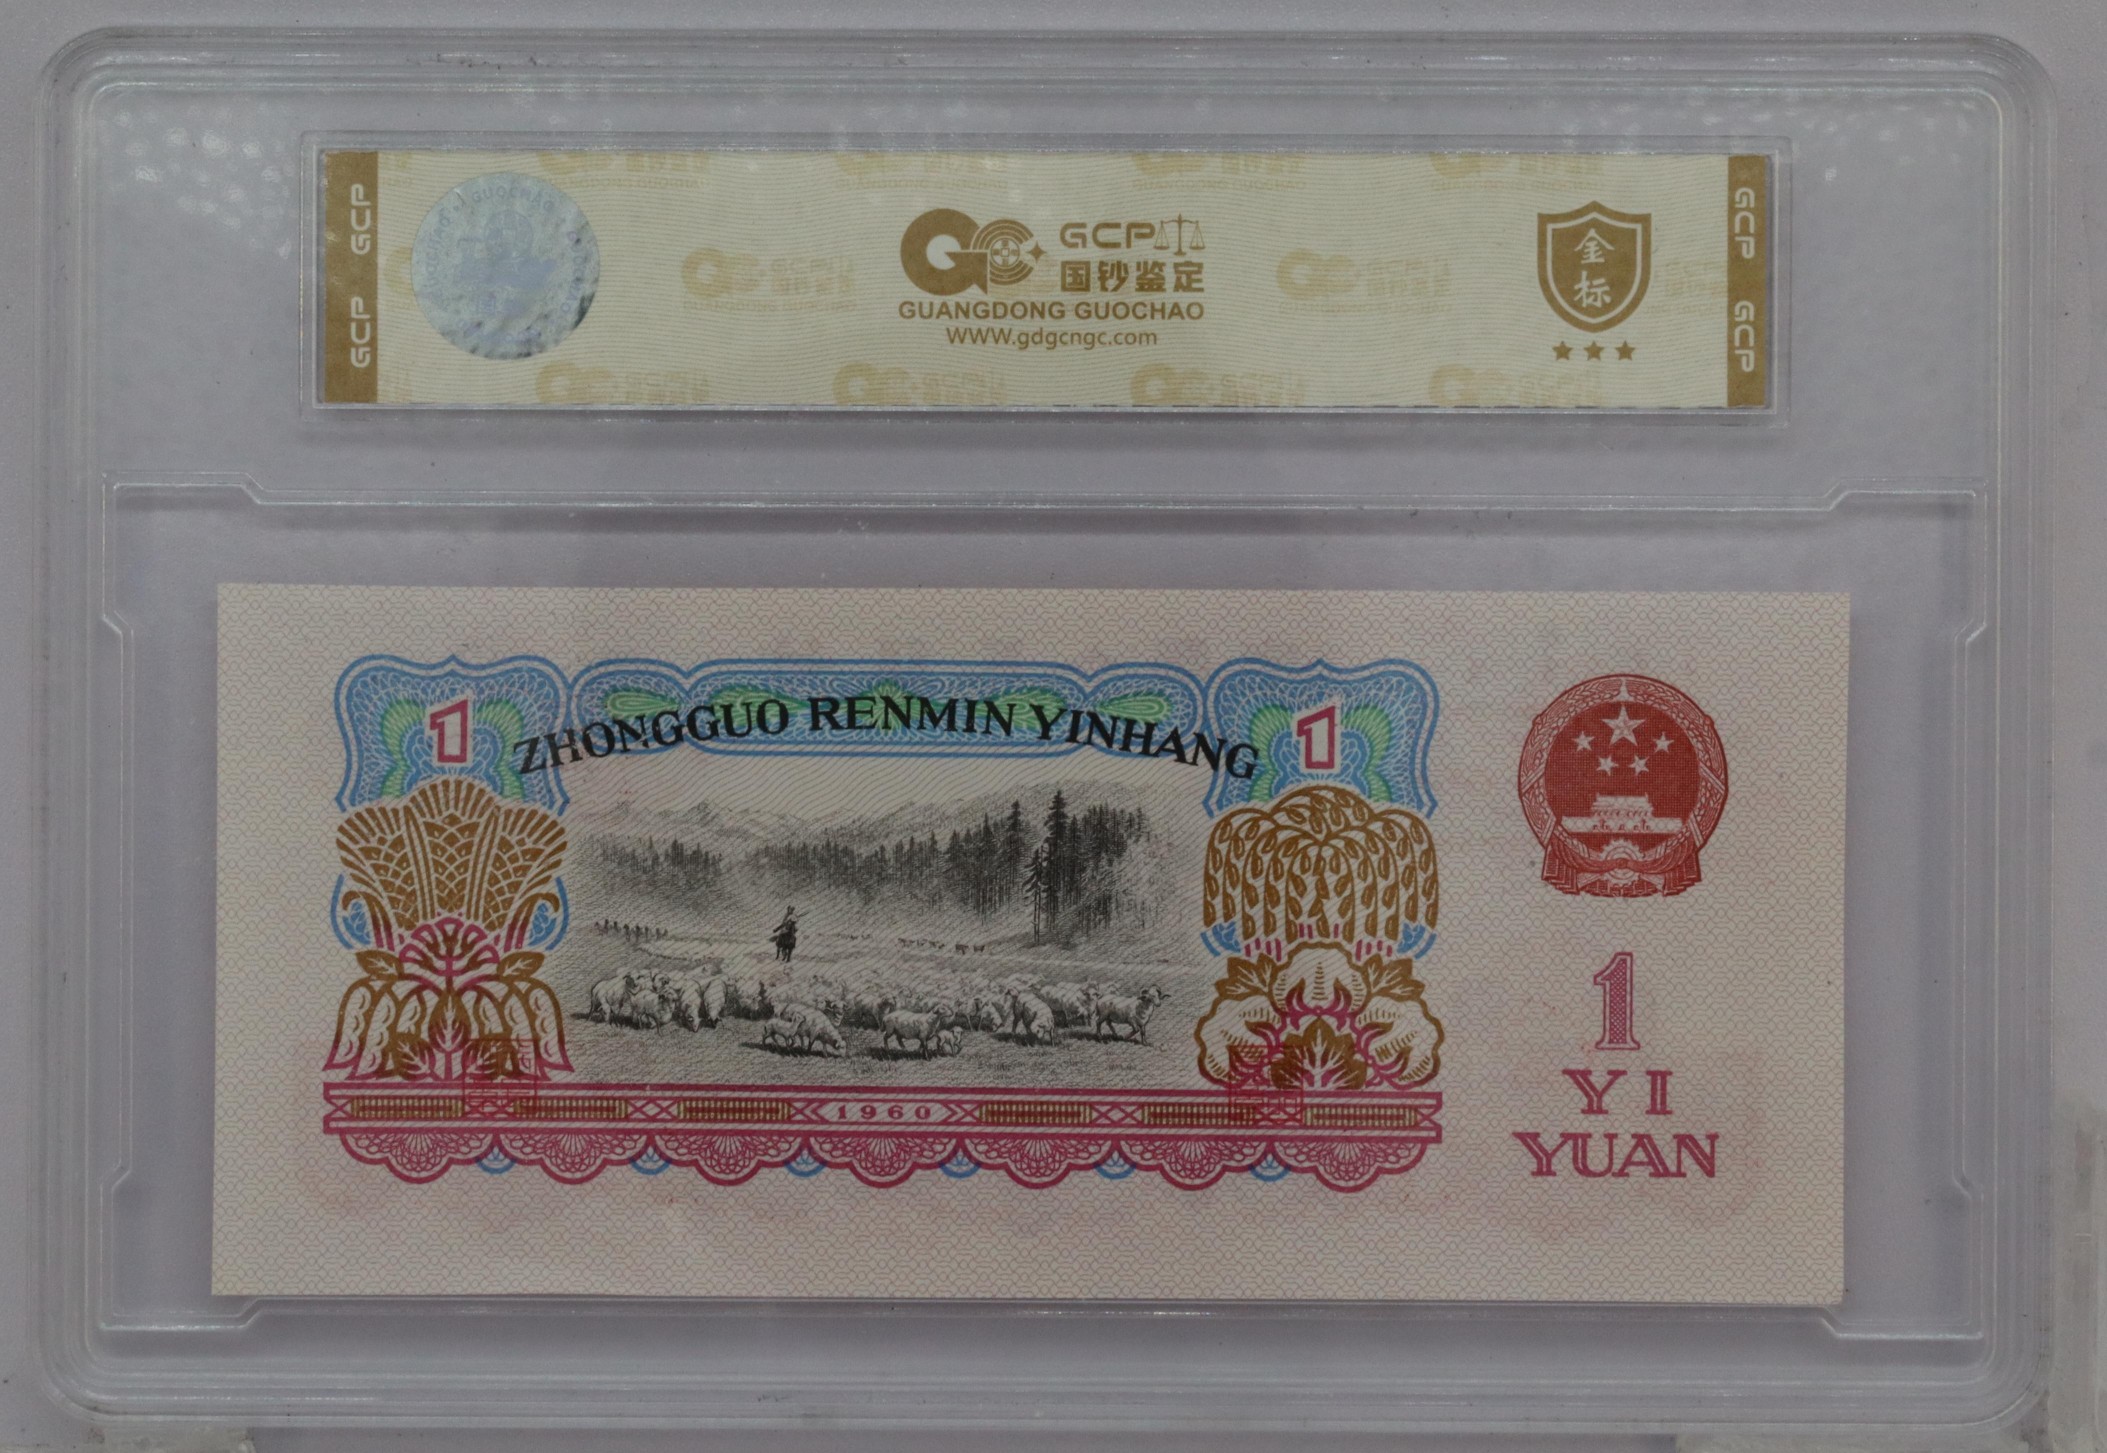 GCP
GCP
GCP
国钞鉴定
GUANGDONG GUOCHAO
WWW.gdgcngc.com
金
标
GCP
GCP
1
ZHONGGUO RENMIN YINHANG
1
1960
1
YI
YUAN